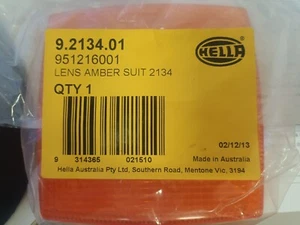 9.2134.01
HELLA
951216001
LENS AMBER SUIT 2134
QTY 1
02/12/13
9 314365 021510
Made in Australia
Hella Australia Pty Ltd, Southern Road, Mentone Vic, 3194